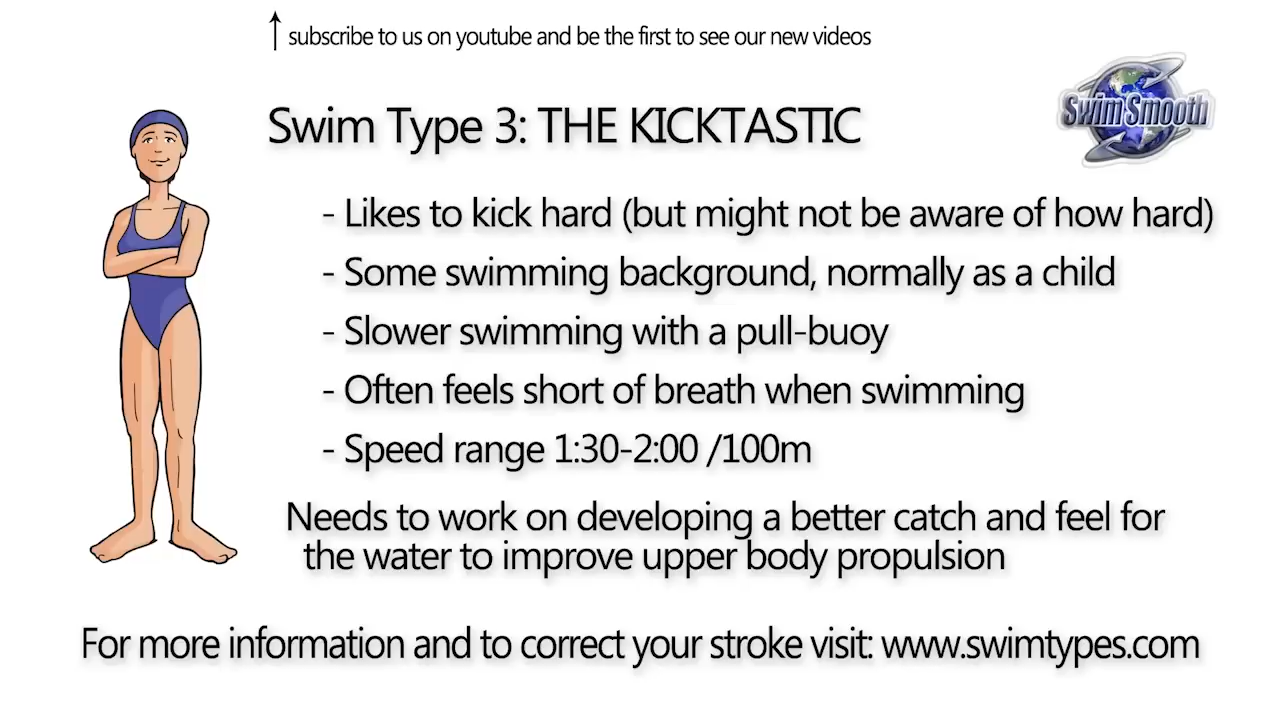 ↑ subscribe to us on youtube and be the first to see our new videos
SwimSmooth
Swim Type 3: THE KICKTASTIC
- Likes to kick hard (but might not be aware of how hard)
- Some swimming background, normally as a child
- Slower swimming with a pull-buoy
- Often feels short of breath when swimming
- Speed range 1:30-2:00 /100m
Needs to work on developing a better catch and feel for
the water to improve upper body propulsion
For more information and to correct your stroke visit: www.swimtypes.com